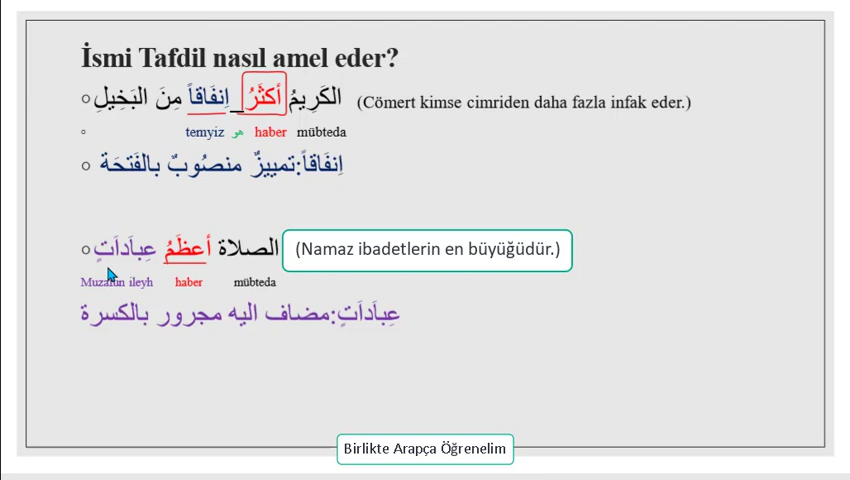 İsmi Tafdil nasıl amel eder?
الكَرِيمُ أكثَرُ اِنفَاقاً مِنَ البَخِيلِ (Cömert kimse cimriden daha fazla infak eder.)
temyiz هو haber mübteda
اِنفَاقاً:تمييزٌ منصُوبٌ بالفَتحَة
الصلاة أعظَمُ عِبَادَاتٍ (Namaz ibadetlerin en büyüğüdür.)
Muzafun ileyh haber mübteda
عِبَادَاتٍ:مضاف اليه مجرور بالكسرة
Birlikte Arapça Öğrenelim